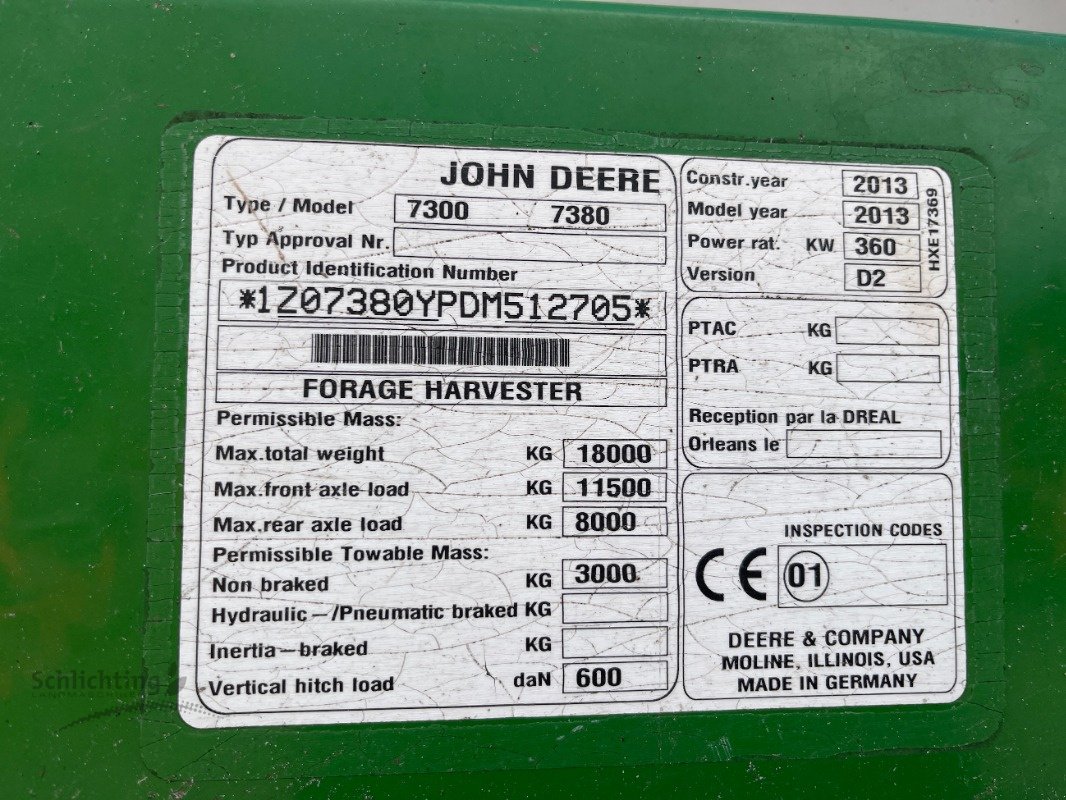 JOHN DEERE
Type / Model 7300 7380
Typ Approval Nr.
Product Identification Number
*1Z07380YPDM512705*
FORAGE HARVESTER
Permissible Mass:
Max.total weight KG 18000
Max.front axle load KG 11500
Max.rear axle load KG 8000
Permissible Towable Mass:
Non braked KG 3000
Hydraulic-/Pneumatic braked KG
Inertia-braked KG
Vertical hitch load daN 600
Constr.year 2013
Model year 2013
Power rat. KW 360
Version D2
HXE17369
PTAC KG
PTRA KG
Reception par la DREAL
Orleans le
INSPECTION CODES
CE 01
DEERE & COMPANY
MOLINE, ILLINOIS, USA
MADE IN GERMANY
Schlichting